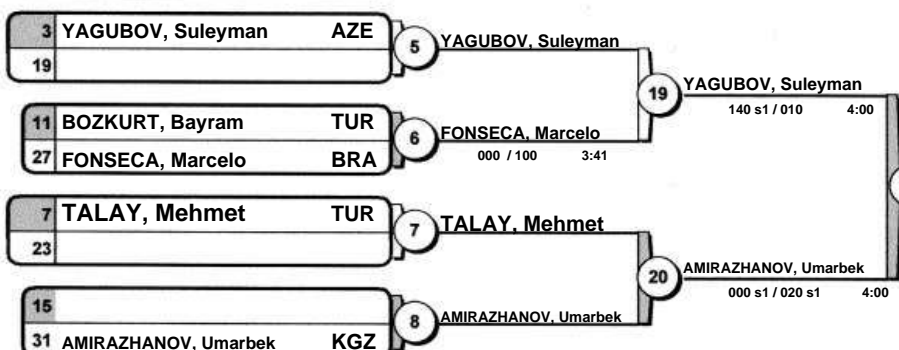 3 YAGUBOV, Suleyman AZE
19
5
YAGUBOV, Suleyman
11 BOZKURT, Bayram TUR
27 FONSECA, Marcelo BRA
6
FONSECA, Marcelo
000 / 100 3:41
19
YAGUBOV, Suleyman
140 s1 / 010 4:00
7 TALAY, Mehmet TUR
23
7
TALAY, Mehmet
15
31 AMIRAZHANOV, Umarbek KGZ
8
AMIRAZHANOV, Umarbek
20
AMIRAZHANOV, Umarbek
000 s1 / 020 s1 4:00